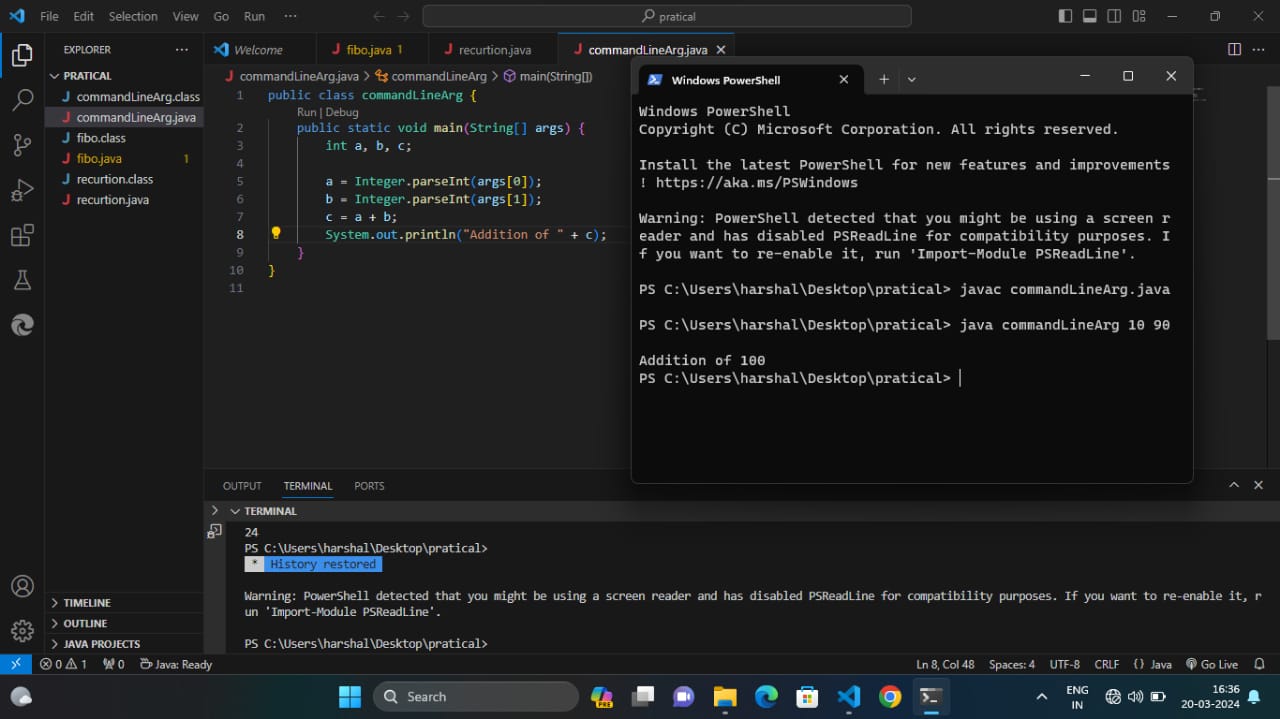 File Edit Selection View Go Run ··· pratical
EXPLORER ···
PRATICAL
commandLineArg.class
commandLineArg.java
fibo.class
fibo.java 1
recurtion.class
recurtion.java
TIMELINE
OUTLINE
JAVA PROJECTS
Welcome fibo.java 1 recurtion.java commandLineArg.java
commandLineArg.java > commandLineArg > main(String[])
1 public class commandLineArg {
Run | Debug
2 public static void main(String[] args) {
3 int a, b, c;
4
5 a = Integer.parseInt(args[0]);
6 b = Integer.parseInt(args[1]);
7 c = a + b;
8 System.out.println("Addition of " + c);
9 }
10 }
11
Windows PowerShell
Windows PowerShell
Copyright (C) Microsoft Corporation. All rights reserved.
Install the latest PowerShell for new features and improvements
! https://aka.ms/PSWindows
Warning: PowerShell detected that you might be using a screen r
eader and has disabled PSReadLine for compatibility purposes. I
f you want to re-enable it, run 'Import-Module PSReadLine'.
PS C:\Users\harshal\Desktop\pratical> javac commandLineArg.java
PS C:\Users\harshal\Desktop\pratical> java commandLineArg 10 90
Addition of 100
PS C:\Users\harshal\Desktop\pratical>
OUTPUT TERMINAL PORTS
TERMINAL
24
PS C:\Users\harshal\Desktop\pratical>
* History restored
Warning: PowerShell detected that you might be using a screen reader and has disabled PSReadLine for compatibility purposes. If you want to re-enable it, r
un 'Import-Module PSReadLine'.
PS C:\Users\harshal\Desktop\pratical>
0 1 0 Java: Ready Ln 8, Col 48 Spaces: 4 UTF-8 CRLF {} Java Go Live
Search PRE ENG 16:36
IN 20-03-2024